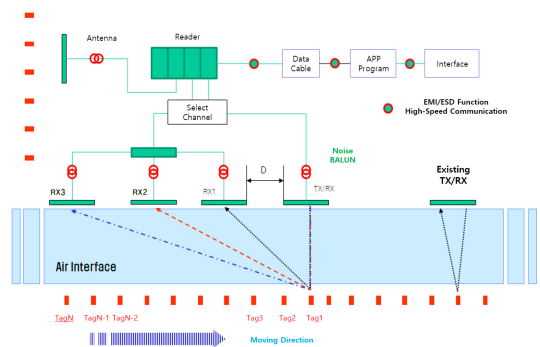 Antenna
Reader
Data
Cable
APP
Program
Interface
Select
Channel
EMI/ESD Function
High-Speed Communication
Noise
BALUN
D
Existing
TX/RX
RX3
RX2
RX1
TX/RX
Air Interface
TagN
TagN-1
TagN-2
Tag3
Tag2
Tag1
Moving Direction